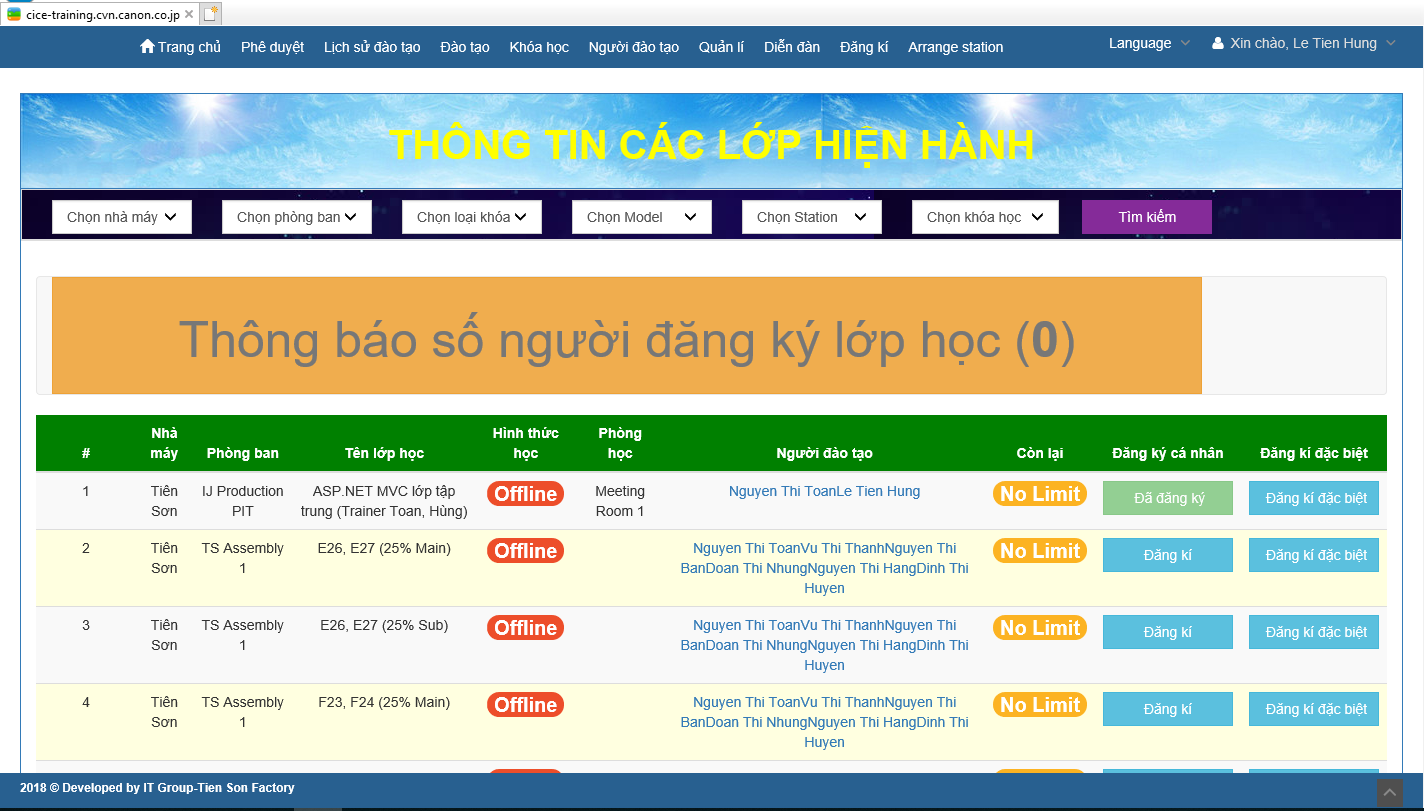 cice-training.cvn.canon.co.jp
Trang chủ Phê duyệt Lịch sử đào tạo Đào tạo Khóa học Người đào tạo Quản lí Diễn đàn Đăng kí Arrange station Language Xin chào, Le Tien Hung
THÔNG TIN CÁC LỚP HIỆN HÀNH
Chọn nhà máy Chọn phòng ban Chọn loại khóa Chọn Model Chọn Station Chọn khóa học Tìm kiếm
Thông báo số người đăng ký lớp học (0)
# Nhà máy Phòng ban Tên lớp học Hình thức học Phòng học Người đào tạo Còn lại Đăng ký cá nhân Đăng kí đặc biệt
1 Tiên Sơn IJ Production PIT ASP.NET MVC lớp tập trung (Trainer Toan, Hùng) Offline Meeting Room 1 Nguyen Thi ToanLe Tien Hung No Limit Đã đăng ký Đăng kí đặc biệt
2 Tiên Sơn TS Assembly 1 E26, E27 (25% Main) Offline Nguyen Thi ToanVu Thi ThanhNguyen Thi BanDoan Thi NhungNguyen Thi HangDinh Thi Huyen No Limit Đăng kí Đăng kí đặc biệt
3 Tiên Sơn TS Assembly 1 E26, E27 (25% Sub) Offline Nguyen Thi ToanVu Thi ThanhNguyen Thi BanDoan Thi NhungNguyen Thi HangDinh Thi Huyen No Limit Đăng kí Đăng kí đặc biệt
4 Tiên Sơn TS Assembly 1 F23, F24 (25% Main) Offline Nguyen Thi ToanVu Thi ThanhNguyen Thi BanDoan Thi NhungNguyen Thi HangDinh Thi Huyen No Limit Đăng kí Đăng kí đặc biệt
2018 © Developed by IT Group-Tien Son Factory